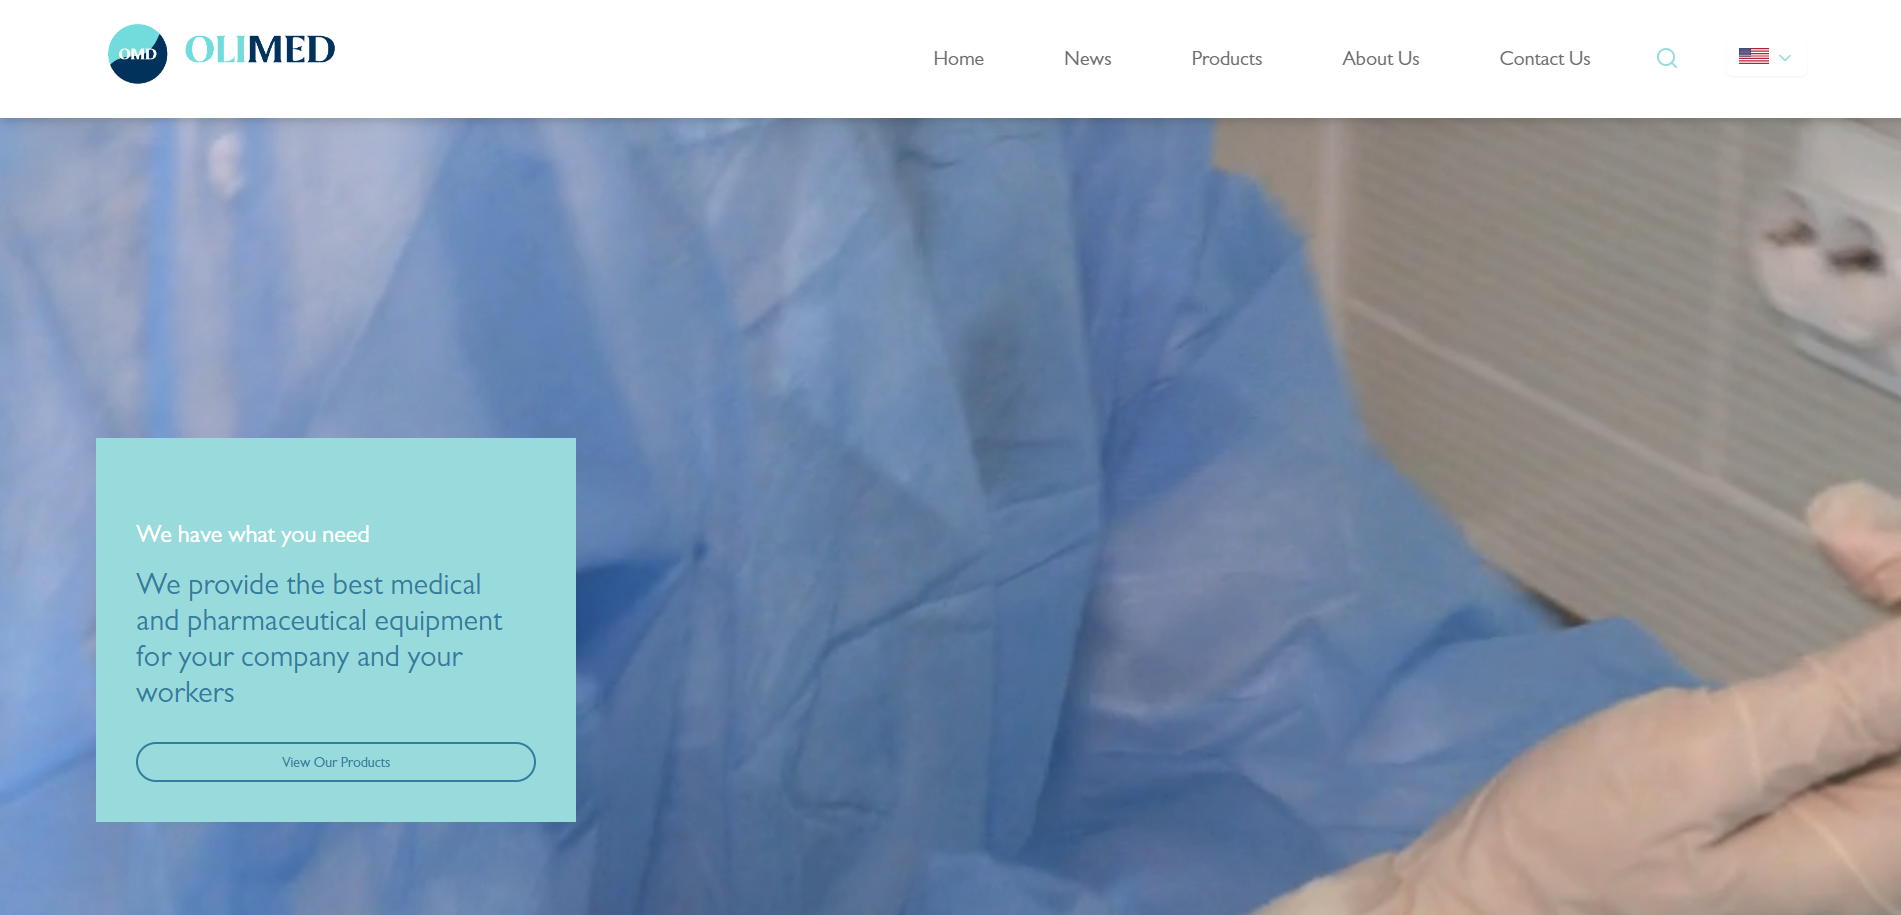 OMD OLIMED
Home News Products About Us Contact Us
We have what you need
We provide the best medical
and pharmaceutical equipment
for your company and your
workers
View Our Products